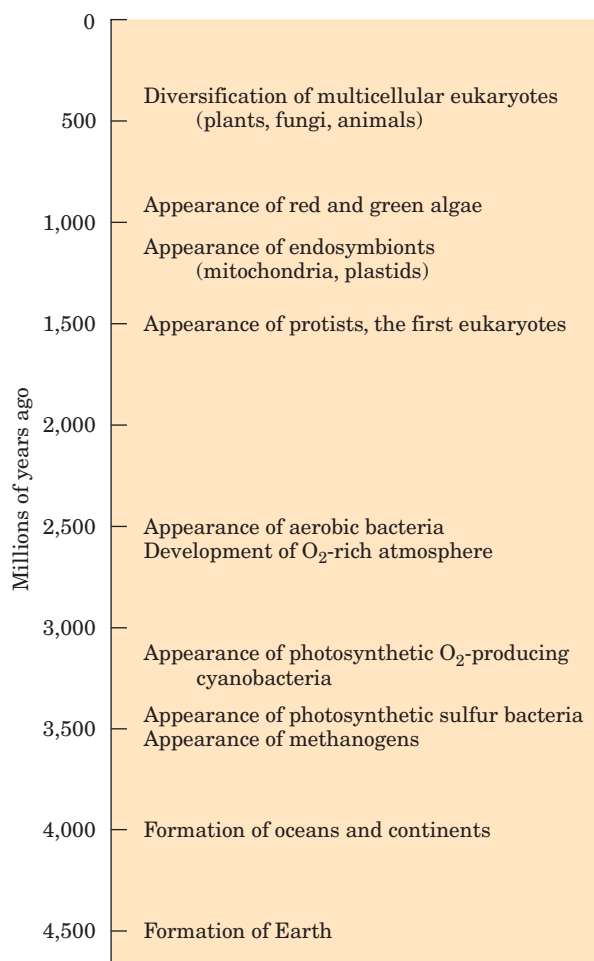 0
Diversification of multicellular eukaryotes
500
(plants, fungi, animals)
Appearance of red and green algae
1,000
Appearance of endosymbionts
(mitochondria, plastids)
1,500
Appearance of protists, the first eukaryotes
Millions of years ago
2,000
2,500
Appearance of aerobic bacteria
Development of O₂-rich atmosphere
3,000
Appearance of photosynthetic O₂-producing
cyanobacteria
Appearance of photosynthetic sulfur bacteria
3,500
Appearance of methanogens
4,000
Formation of oceans and continents
4,500
Formation of Earth